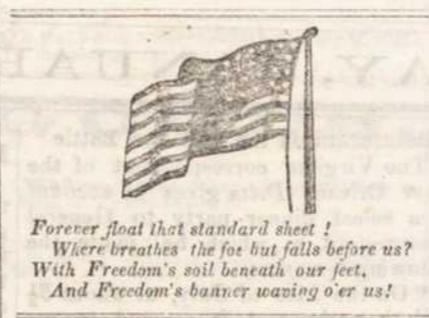 Forever float that standard sheet !
Where breathes the foe but falls before us?
With Freedom's soil beneath our feet,
And Freedom's banner waving o'er us!